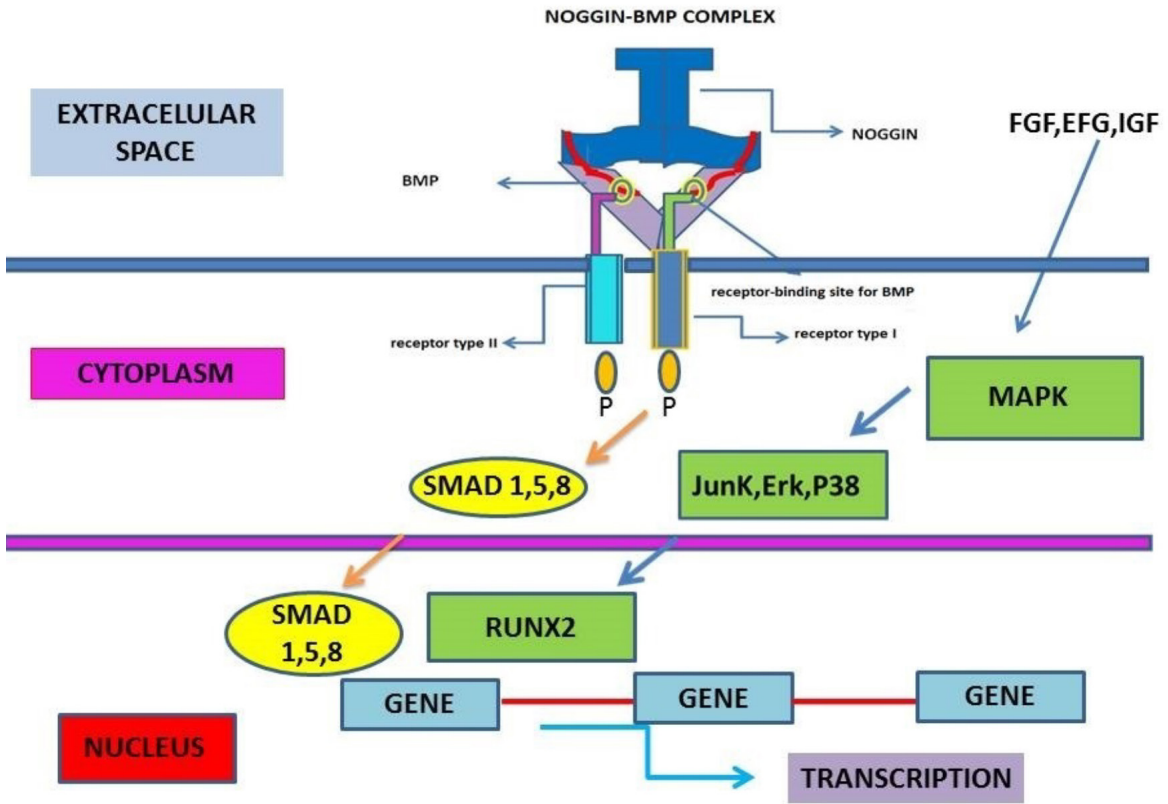 NOGGIN-BMP COMPLEX
EXTRACELULAR
SPACE
NOGGIN
FGF,EFG,IGF
BMP
receptor-binding site for BMP
receptor type II
receptor type I
CYTOPLASM
MAPK
P
P
SMAD 1,5,8
JunK,Erk,P38
SMAD
1,5,8
RUNX2
GENE
GENE
GENE
NUCLEUS
TRANSCRIPTION